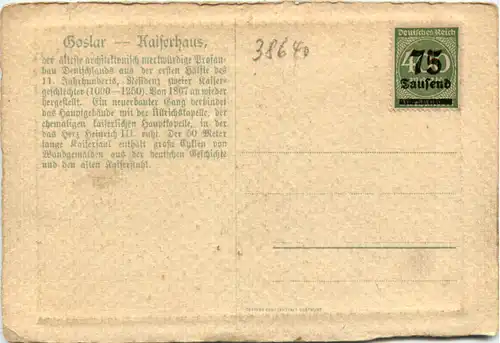 Goslar — Kaiserhaus,
der älteste architektonisch merkwürdige Profan-
bau Deutschlands aus der ersten Hälfte des
11. Jahrhunderts, Residenz zweier Kaiser-
geschlechter (1000—1250). Von 1867 an wieder
hergestellt. Ein neuerbauter Gang verbindet
das Hauptgebäude mit der Ulrichskapelle, der
ehemaligen kaiserlichen Hauptkapelle, in der
das Herz Heinrich III. ruht. Der 50 Meter
lange Kaisersaal enthält große Cyklen von
Wandgemälden aus der deutschen Geschichte
und den alten Kaiserstuhl.
3864
Deutsches Reich
400
75
Tausend